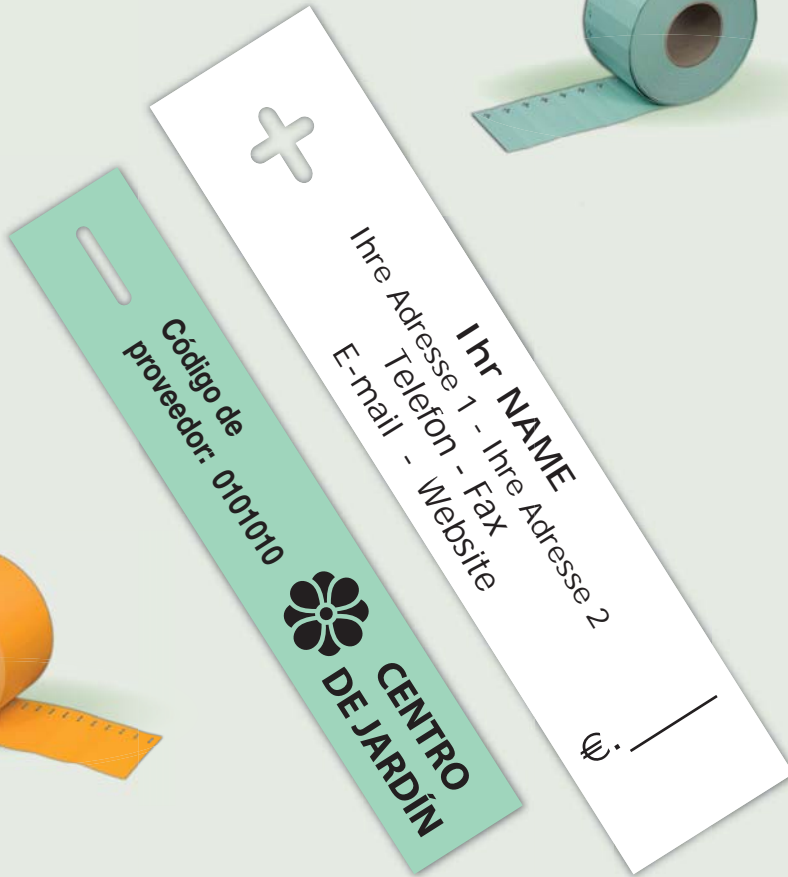 Código de
proveedor: 0101010
CENTRO
DE JARDÍN
Ihr NAME
Ihre Adresse 1 - Ihre Adresse 2
Telefon - Fax
E-mail - Website
€.